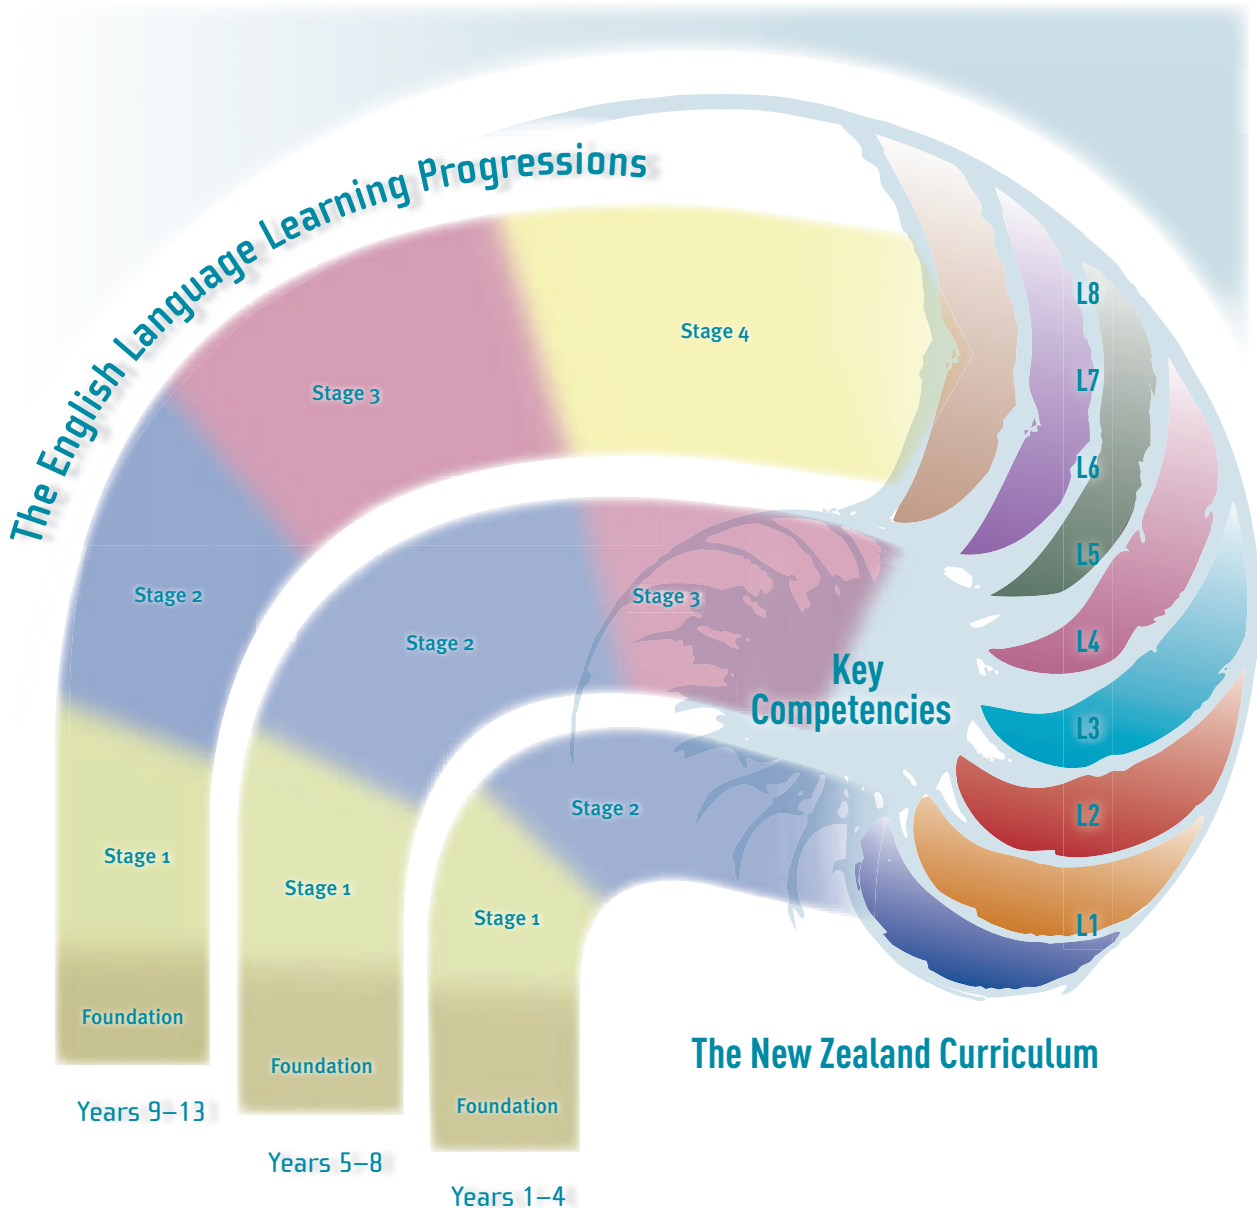 The English Language Learning Progressions
Stage 4
Stage 3
Stage 2
Stage 1
Foundation
Years 9–13
Stage 3
Stage 2
Stage 1
Foundation
Years 5–8
Stage 2
Stage 1
Foundation
Years 1–4
Key
Competencies
L8
L7
L6
L5
L4
L3
L2
L1
The New Zealand Curriculum